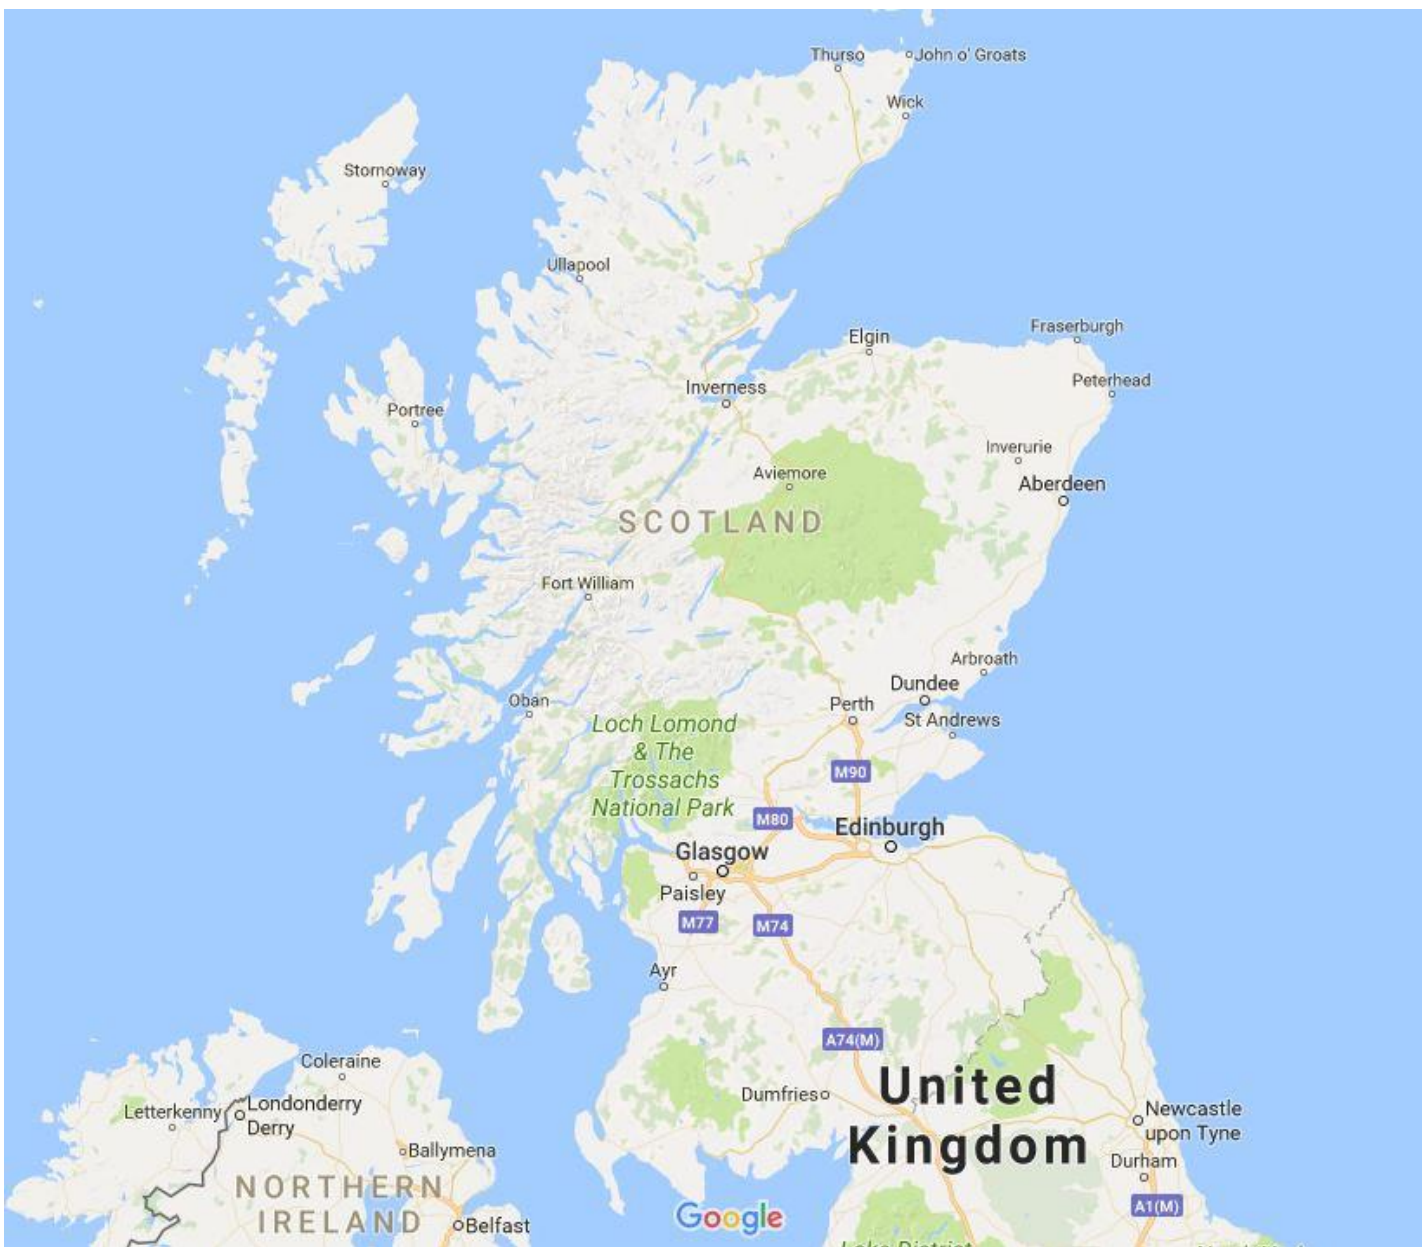 Thurso
John o' Groats
Wick
Stornoway
Ullapool
Fraserburgh
Elgin
Peterhead
Inverness
Portree
Inverurie
Aviemore
Aberdeen
SCOTLAND
Fort William
Arbroath
Dundee
Oban
Perth
St Andrews
Loch Lomond
& The
Trossachs
National Park
M90
M80
Edinburgh
Glasgow
Paisley
M77
M74
Ayr
A74(M)
Coleraine
United
Kingdom
Dumfries
Londonderry
Derry
Letterkenny
Newcastle
upon Tyne
Ballymena
Durham
NORTHERN
IRELAND
A1(M)
Google
Belfast
Lake District